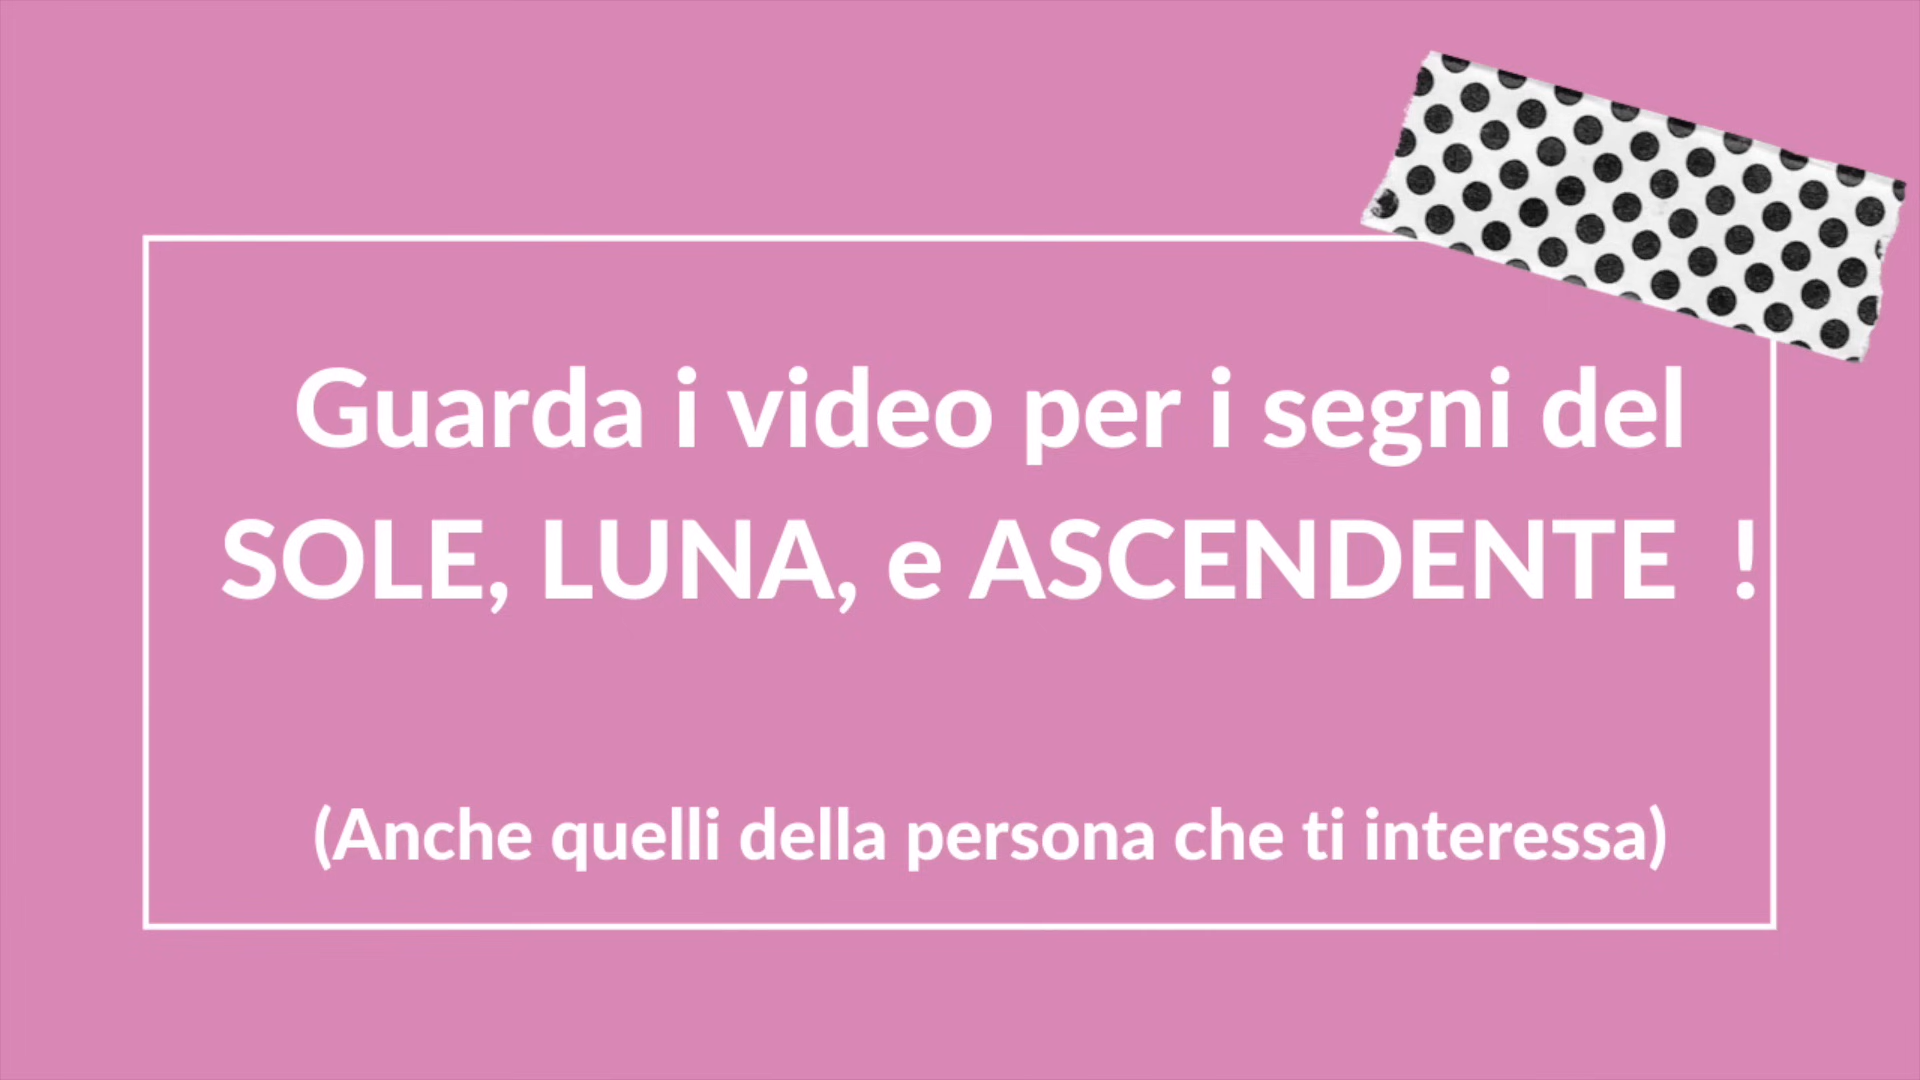 Guarda i video per i segni del
SOLE, LUNA, e ASCENDENTE !
(Anche quelli della persona che ti interessa)